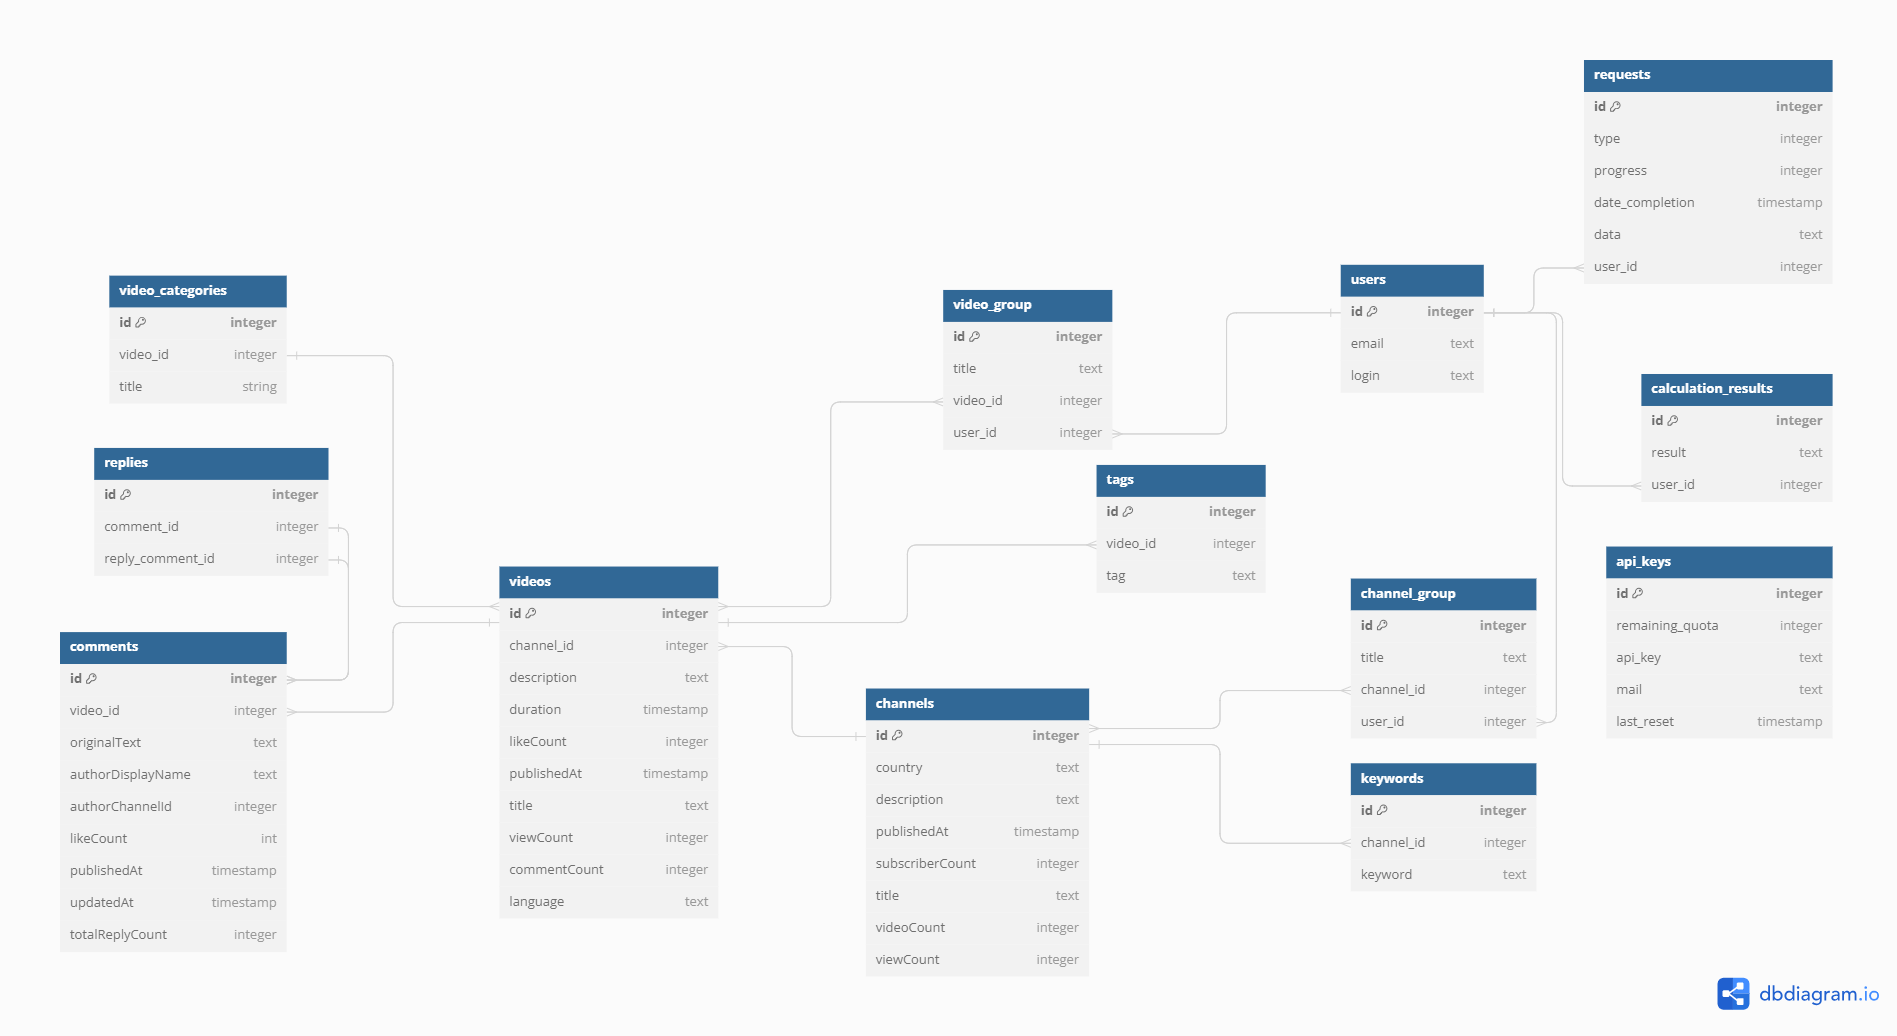 requests
id integer
type integer
progress integer
date_completion timestamp
data text
user_id integer
video_categories
id integer
video_id integer
title string
video_group
id integer
title text
video_id integer
user_id integer
users
id integer
email text
login text
calculation_results
id integer
result text
user_id integer
replies
id integer
comment_id integer
reply_comment_id integer
tags
id integer
video_id integer
tag text
videos
id integer
channel_id integer
description text
duration timestamp
likeCount integer
publishedAt timestamp
title text
viewCount integer
commentCount integer
language text
channel_group
id integer
title text
channel_id integer
user_id integer
api_keys
id integer
remaining_quota integer
api_key text
mail text
last_reset timestamp
comments
id integer
video_id integer
originalText text
authorDisplayName text
authorChannelId integer
likeCount int
publishedAt timestamp
updatedAt timestamp
totalReplyCount integer
channels
id integer
country text
description text
publishedAt timestamp
subscriberCount integer
title text
videoCount integer
viewCount integer
keywords
id integer
channel_id integer
keyword text
dbdiagram.io